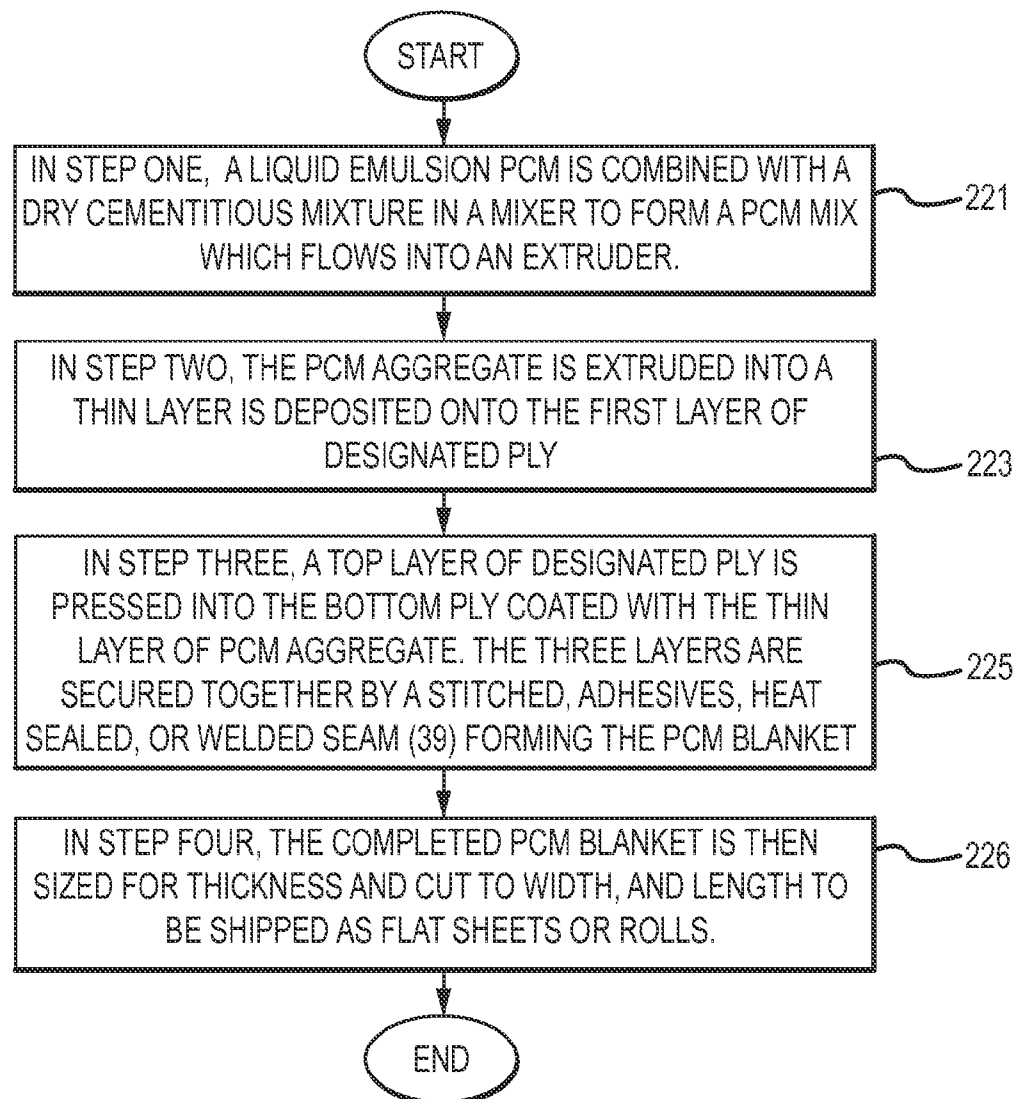 START
IN STEP ONE, A LIQUID EMULSION PCM IS COMBINED WITH A
DRY CEMENTITIOUS MIXTURE IN A MIXER TO FORM A PCM MIX
WHICH FLOWS INTO AN EXTRUDER.
221
IN STEP TWO, THE PCM AGGREGATE IS EXTRUDED INTO A
THIN LAYER IS DEPOSITED ONTO THE FIRST LAYER OF
DESIGNATED PLY
223
IN STEP THREE, A TOP LAYER OF DESIGNATED PLY IS
PRESSED INTO THE BOTTOM PLY COATED WITH THE THIN
LAYER OF PCM AGGREGATE. THE THREE LAYERS ARE
SECURED TOGETHER BY A STITCHED, ADHESIVES, HEAT
SEALED, OR WELDED SEAM (39) FORMING THE PCM BLANKET
225
IN STEP FOUR, THE COMPLETED PCM BLANKET IS THEN
SIZED FOR THICKNESS AND CUT TO WIDTH, AND LENGTH TO
BE SHIPPED AS FLAT SHEETS OR ROLLS.
226
END